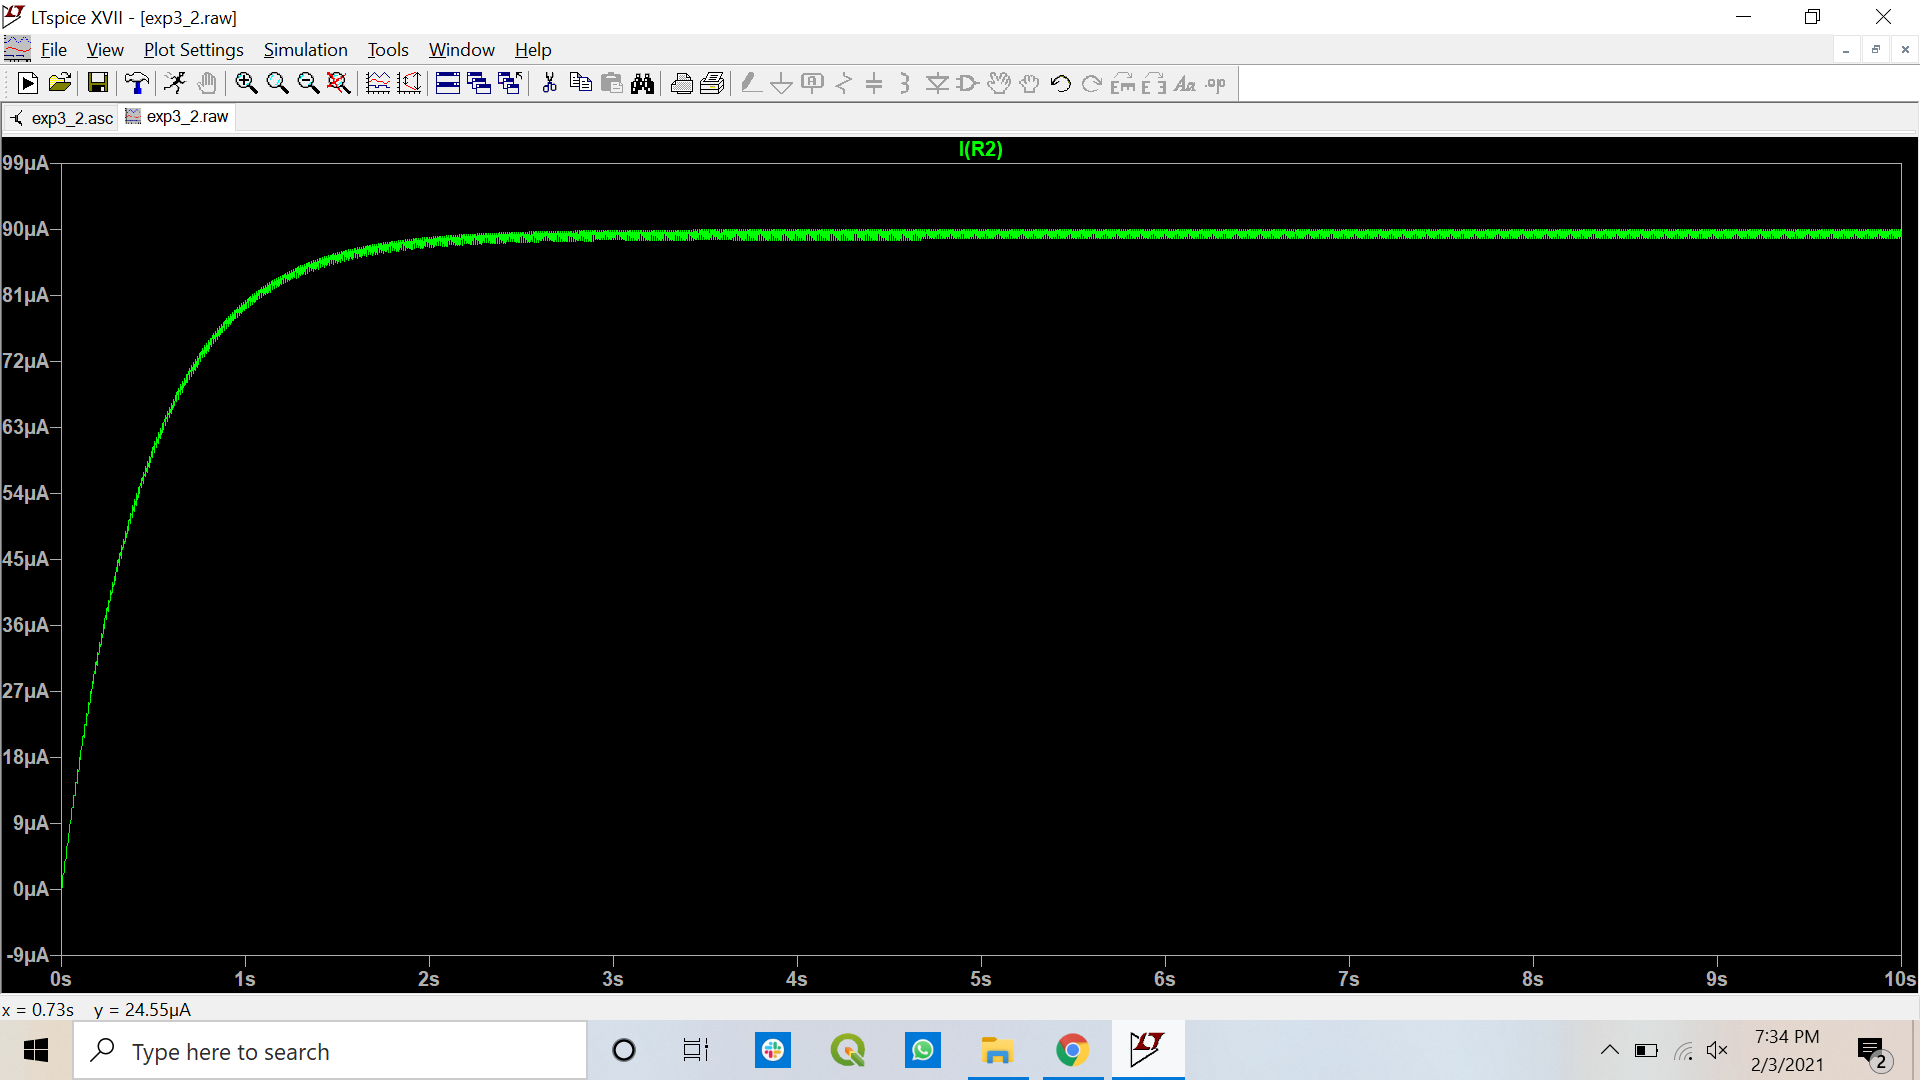 LTspice XVII - [exp3_2.raw]
File View Plot Settings Simulation Tools Window Help
Aa .op
exp3_2.asc exp3_2.raw
I(R2)
99µA
90µA
81µA
72µA
63µA
54µA
45µA
36µA
27µA
18µA
9µA
0µA
-9µA
0s 1s 2s 3s 4s 5s 6s 7s 8s 9s 10s
x = 0.73s y = 24.55µA
Type here to search
7:34 PM
2/3/2021
2